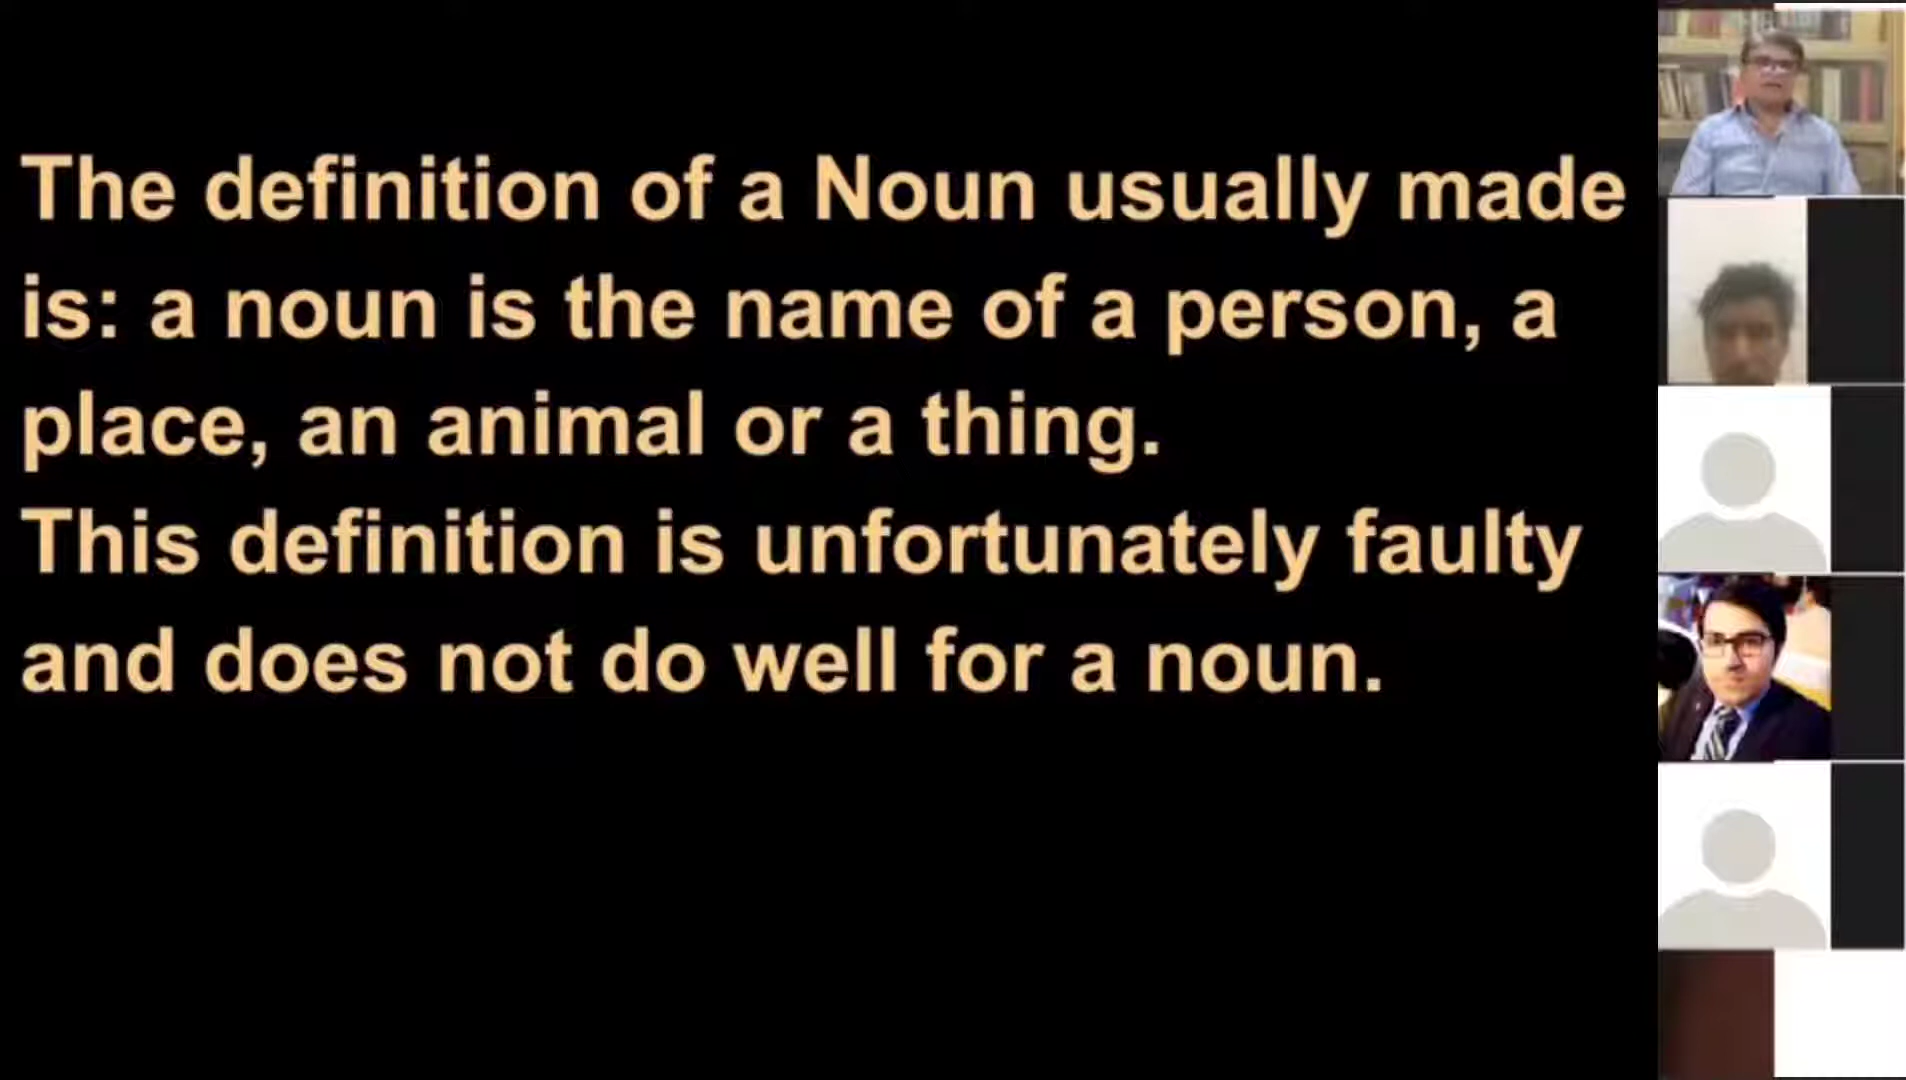 The definition of a Noun usually made
is: a noun is the name of a person, a
place, an animal or a thing.
This definition is unfortunately faulty
and does not do well for a noun.